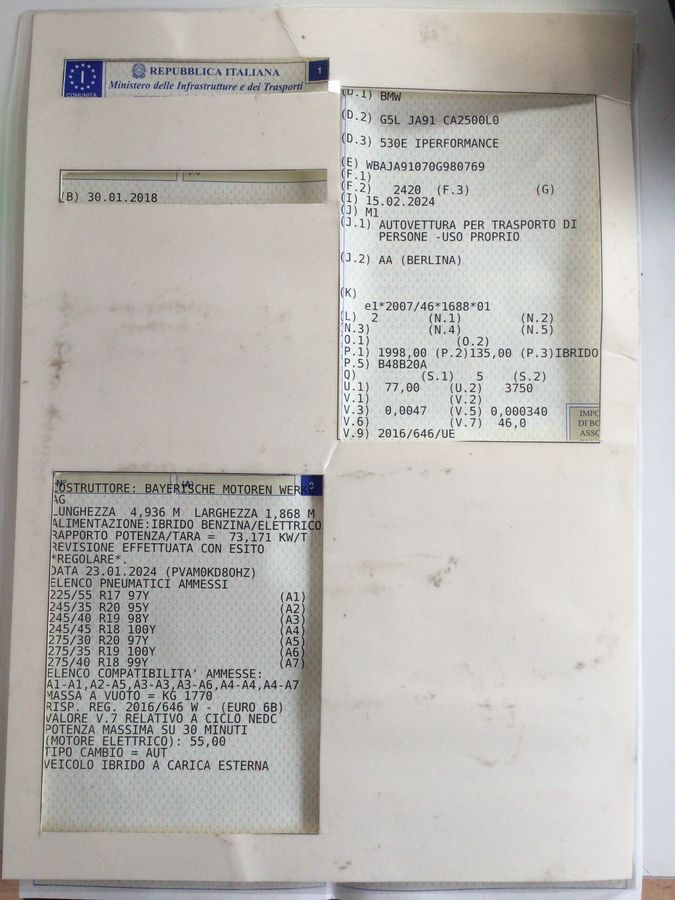 REPUBBLICA ITALIANA
1
I
Ministero delle Infrastrutture e dei Trasporti
COMUNITÀ
(B) 30.01.2018
(D.1) BMW
(D.2) G5L JA91 CA2500L0
(D.3) 530E IPERFORMANCE
(E) WBAJA91070G980769
(F.1)
(F.2) 2420 (F.3) (G)
(I) 15.02.2024
(J) M1
(J.1) AUTOVETTURA PER TRASPORTO DI
PERSONE -USO PROPRIO
(J.2) AA (BERLINA)
(K)
e1*2007/46*1688*01
(L) 2 (N.1) (N.2)
N.3) (N.4) (N.5)
O.1) (O.2)
P.1) 1998,00 (P.2)135,00 (P.3)IBRIDO
P.5) B48B20A
Q) (S.1) 5 (S.2)
U.1) 77,00 (U.2) 3750
V.1) (V.2)
V.3) 0,0047 (V.5) 0,000340
V.6) (V.7) 46,0
V.9) 2016/646/UE
IMPO
DI BO
ASSO
N° (A) 3
OSTRUTTORE: BAYERISCHE MOTOREN WERKE
AG
LUNGHEZZA 4,936 M LARGHEZZA 1,868 M
ALIMENTAZIONE:IBRIDO BENZINA/ELETTRICO
RAPPORTO POTENZA/TARA = 73,171 KW/T
REVISIONE EFFETTUATA CON ESITO
*REGOLARE*.
DATA 23.01.2024 (PVAM0KD80HZ)
ELENCO PNEUMATICI AMMESSI
225/55 R17 97Y (A1)
245/35 R20 95Y (A2)
245/40 R19 98Y (A3)
245/45 R18 100Y (A4)
275/30 R20 97Y (A5)
275/35 R19 100Y (A6)
275/40 R18 99Y (A7)
ELENCO COMPATIBILITA' AMMESSE:
A1-A1,A2-A5,A3-A3,A3-A6,A4-A4,A4-A7
MASSA A VUOTO = KG 1770
RISP. REG. 2016/646 W - (EURO 6B)
VALORE V.7 RELATIVO A CICLO NEDC
POTENZA MASSIMA SU 30 MINUTI
(MOTORE ELETTRICO): 55,00
TIPO CAMBIO = AUT
VEICOLO IBRIDO A CARICA ESTERNA